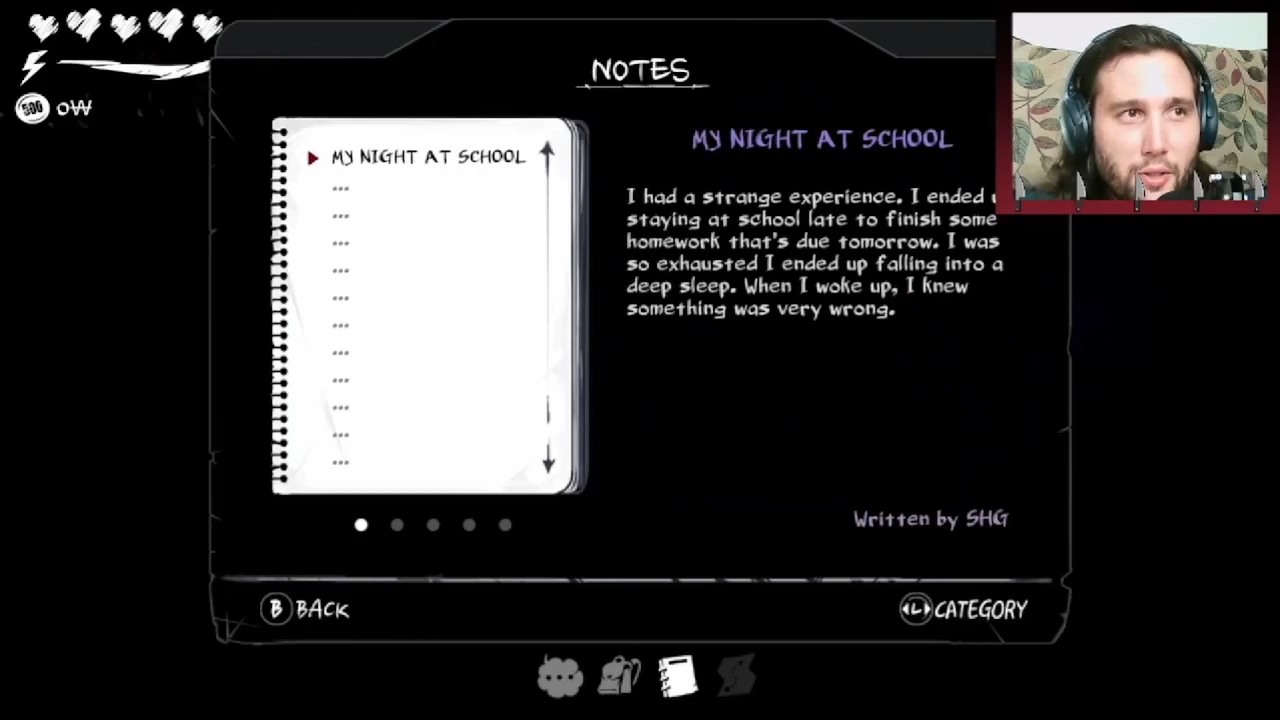 NOTES
500 0₩
MY NIGHT AT SCHOOL
...
...
...
...
...
...
...
...
...
...
...
MY NIGHT AT SCHOOL
I had a strange experience. I ended
staying at school late to finish some
homework that's due tomorrow. I was
so exhausted I ended up falling into a
deep sleep. When I woke up, I knew
something was very wrong.
Written by SHG
B BACK
L CATEGORY